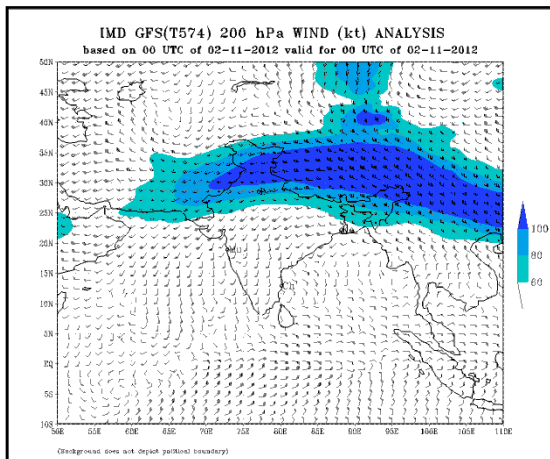 IMD GFS(T574) 200 hPa WIND (kt) ANALYSIS
based on 00 UTC of 02-11-2012 valid for 00 UTC of 02-11-2012
50N
45N
40N
35N
30N
25N
20N
15N
10N
5N
EQ
5S
10S
50E 55E 60E 65E 70E 75E 80E 85E 90E 95E 100E 105E 110E
100
80
60
(Background does not depict political boundary)